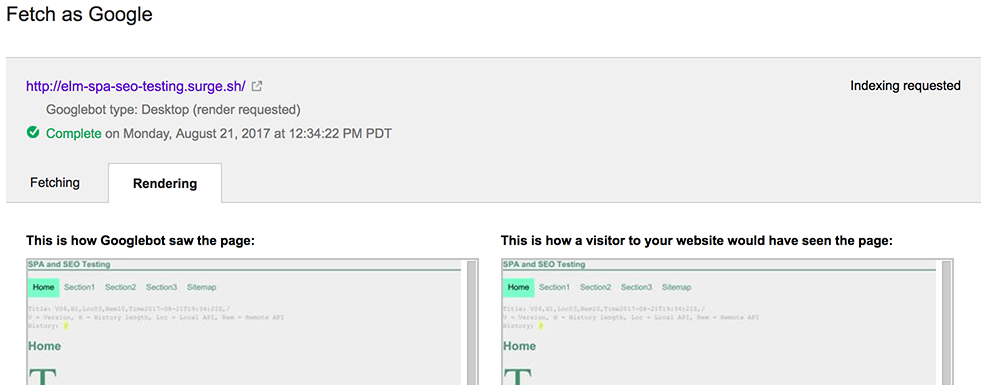 Fetch as Google
http://elm-spa-seo-testing.surge.sh/
Indexing requested
Googlebot type: Desktop (render requested)
Complete on Monday, August 21, 2017 at 12:34:22 PM PDT
Fetching
Rendering
This is how Googlebot saw the page:
This is how a visitor to your website would have seen the page:
SPA and SEO Testing
Home Section1 Section2 Section3 Sitemap
Title: V04,H1,Loc03,Rem10,Time2017-08-21T19:34:22Z,/
V = Version, H = History length, Loc = Local API, Rem = Remote API
History: /
Home
T
SPA and SEO Testing
Home Section1 Section2 Section3 Sitemap
Title: V04,H1,Loc03,Rem10,Time2017-08-21T19:34:22Z,/
V = Version, H = History length, Loc = Local API, Rem = Remote API
History: /
Home
T